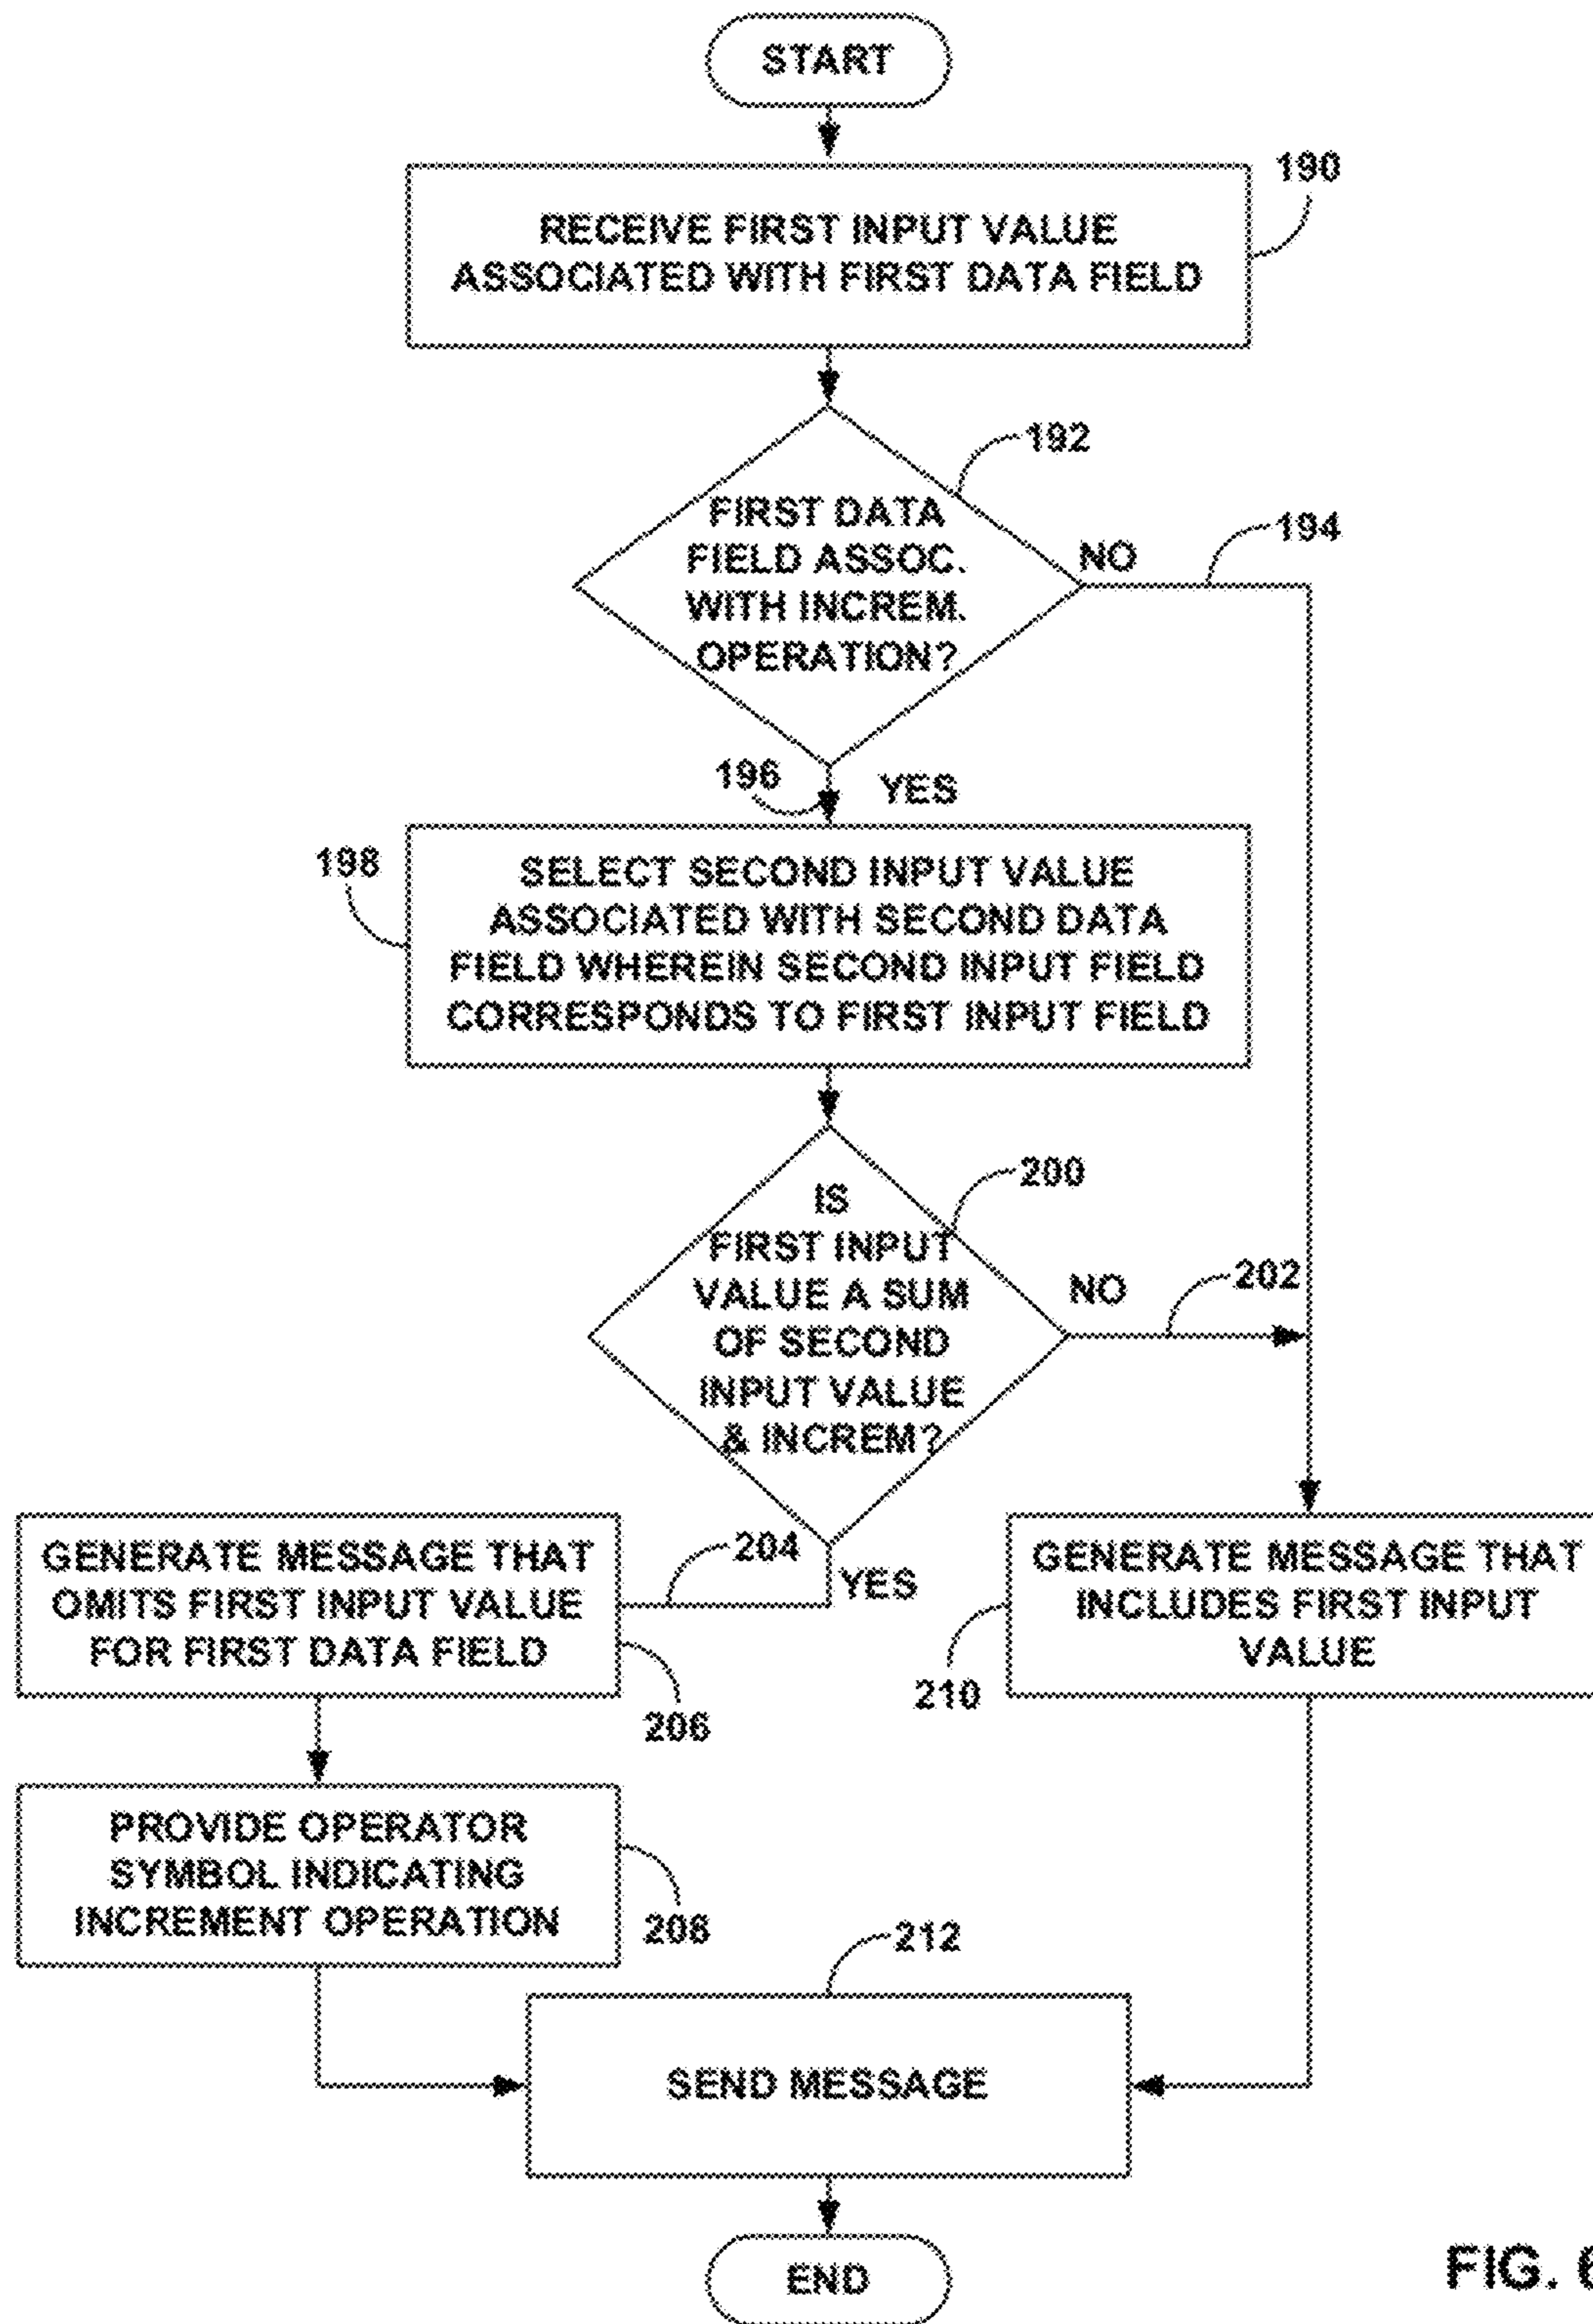 START
190
RECEIVE FIRST INPUT VALUE
ASSOCIATED WITH FIRST DATA FIELD
192
FIRST DATA
FIELD ASSOC.
WITH INCREM.
OPERATION?
NO
194
196
YES
198
SELECT SECOND INPUT VALUE
ASSOCIATED WITH SECOND DATA
FIELD WHEREIN SECOND INPUT FIELD
CORRESPONDS TO FIRST INPUT FIELD
200
IS
FIRST INPUT
VALUE A SUM
OF SECOND
INPUT VALUE
& INCREM?
NO
202
204
YES
GENERATE MESSAGE THAT
OMITS FIRST INPUT VALUE
FOR FIRST DATA FIELD
206
GENERATE MESSAGE THAT
INCLUDES FIRST INPUT
VALUE
210
PROVIDE OPERATOR
SYMBOL INDICATING
INCREMENT OPERATION
208
212
SEND MESSAGE
END
FIG. 6